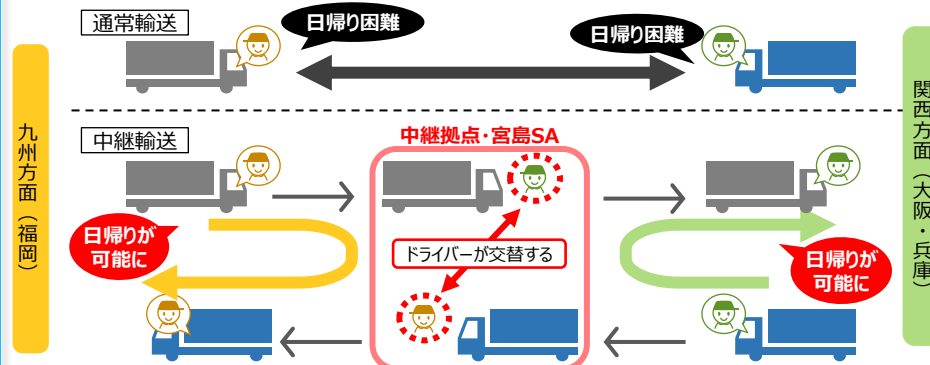 通常輸送
日帰り困難
日帰り困難
九州方面（福岡）
関西方面（大阪・兵庫）
中継輸送
中継拠点・宮島SA
日帰りが
可能に
ドライバーが交替する
日帰りが
可能に